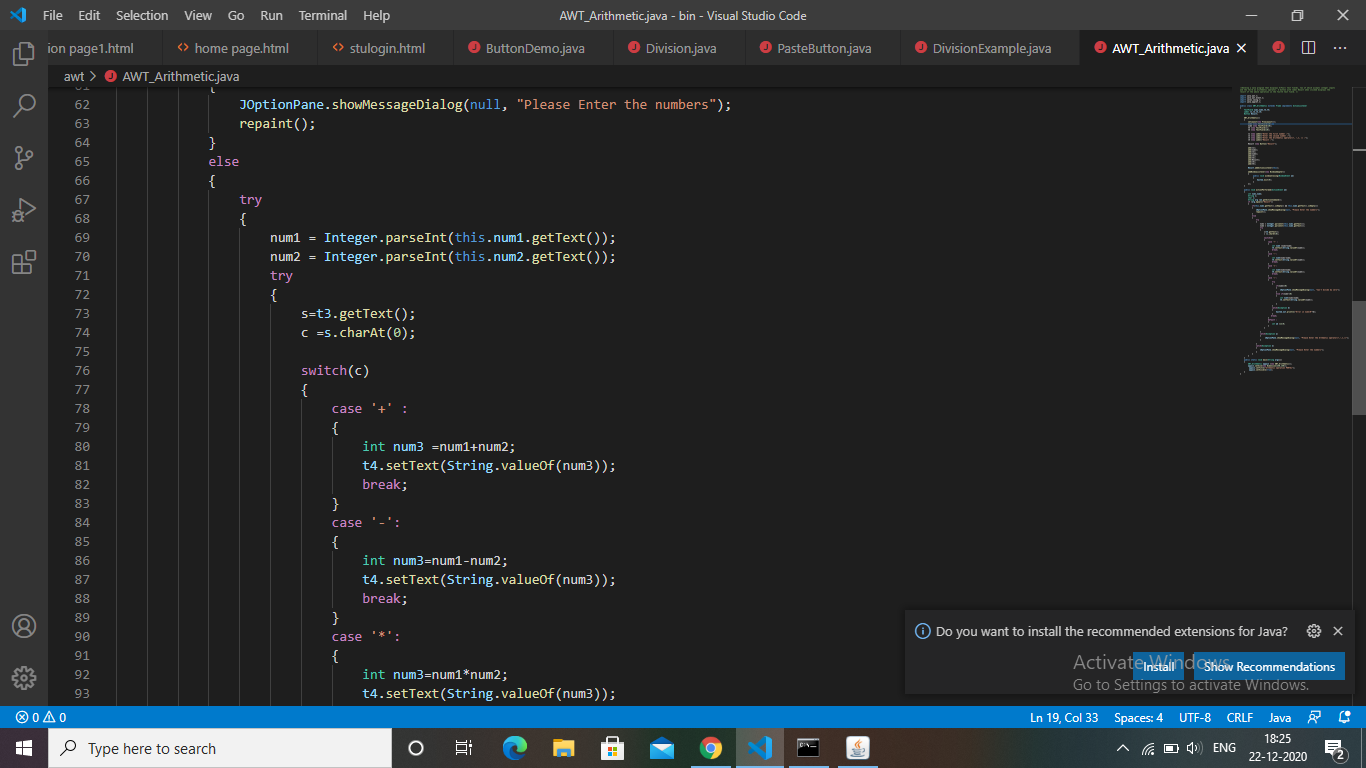 File Edit Selection View Go Run Terminal Help AWT_Arithmetic.java - bin - Visual Studio Code
ion page1.html <> home page.html <> stulogin.html ButtonDemo.java Division.java PasteButton.java DivisionExample.java AWT_Arithmetic.java
awt > AWT_Arithmetic.java
61 {
62 JOptionPane.showMessageDialog(null, "Please Enter the numbers");
63 repaint();
64 }
65 else
66 {
67 try
68 {
69 num1 = Integer.parseInt(this.num1.getText());
70 num2 = Integer.parseInt(this.num2.getText());
71 try
72 {
73 s=t3.getText();
74 c =s.charAt(0);
75
76 switch(c)
77 {
78 case '+' :
79 {
80 int num3 =num1+num2;
81 t4.setText(String.valueOf(num3));
82 break;
83 }
84 case '-':
85 {
86 int num3=num1-num2;
87 t4.setText(String.valueOf(num3));
88 break;
89 }
90 case '*':
91 {
92 int num3=num1*num2;
93 t4.setText(String.valueOf(num3));
Do you want to install the recommended extensions for Java?
Install Show Recommendations
Activate Windows
Go to Settings to activate Windows.
0 0 Ln 19, Col 33 Spaces: 4 UTF-8 CRLF Java
Type here to search
ENG 18:25
22-12-2020 2